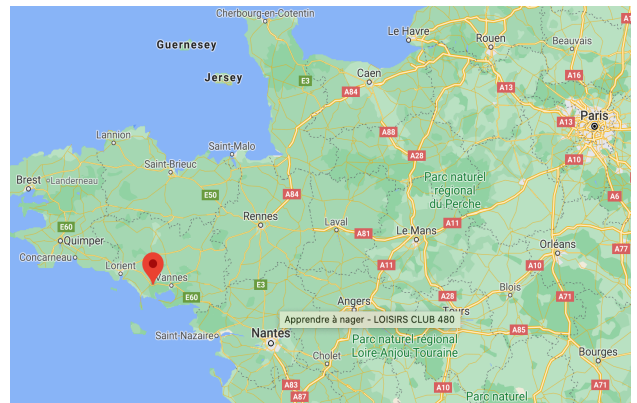 Cherbourg-en-Cotentin
Le Havre
Rouen
Beauvais
A16
Guernesey
Jersey
E3
Caen
A84
A13
A13
Paris
A88
A28
A10
Lannion
Saint-Malo
Saint-Brieuc
Brest
Landerneau
E50
A84
Parc naturel
régional
du Perche
A6
E60
Quimper
Rennes
Laval
A81
Le Mans
A11
Concarneau
Lorient
Vannes
A11
Orléans
A10
A77
E60
E3
Angers
A28
Blois
A71
Apprendre à nager - LOISIRS CLUB 480
Tours
Saint-Nazaire
Nantes
A85
Parc naturel régional
Loire-Anjou-Touraine
Cholet
Bourges
A83
A87
A10
A71
Parc naturel